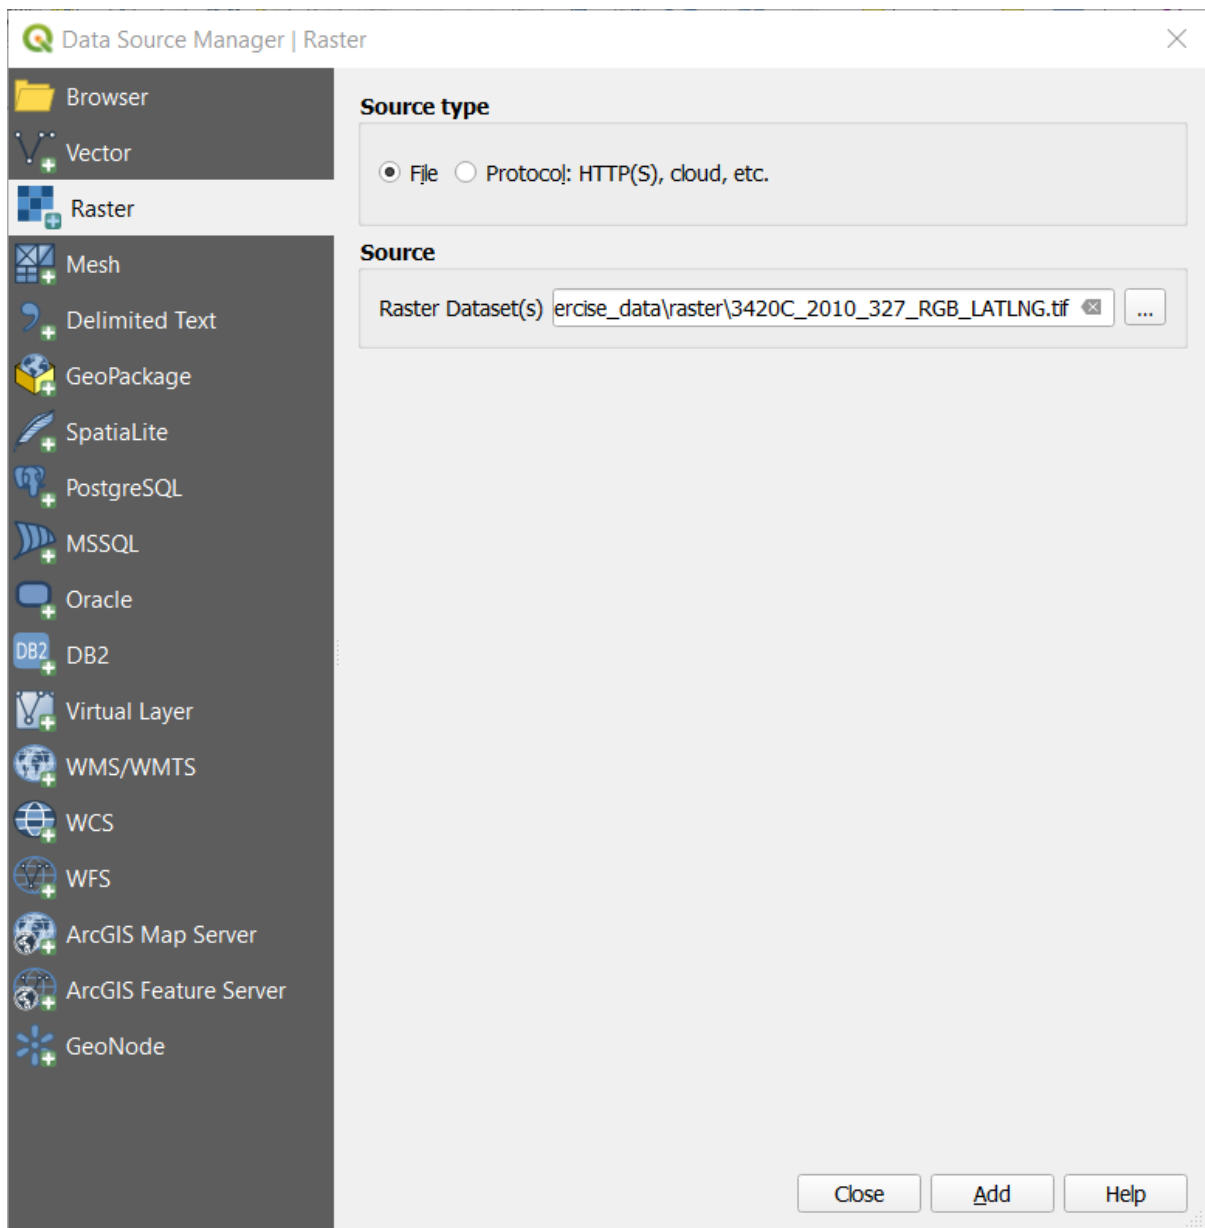 Data Source Manager | Raster
Browser
Vector
Raster
Mesh
Delimited Text
GeoPackage
SpatiaLite
PostgreSQL
MSSQL
Oracle
DB2
DB2
Virtual Layer
WMS/WMTS
WCS
WFS
ArcGIS Map Server
ArcGIS Feature Server
GeoNode
Source type
File Protocol: HTTP(S), cloud, etc.
Source
Raster Dataset(s) ercise_data\raster\3420C_2010_327_RGB_LATLNG.tif ...
Close Add Help